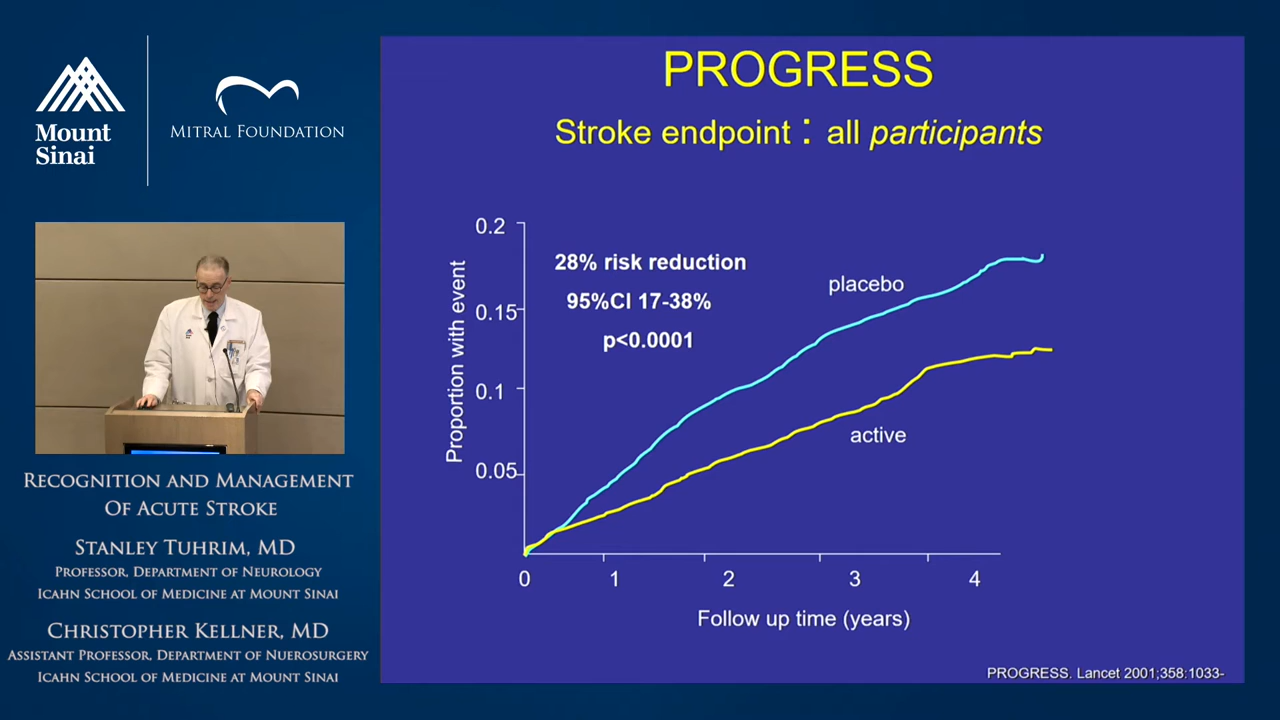 Mount
Sinai
MITRAL FOUNDATION
RECOGNITION AND MANAGEMENT
OF ACUTE STROKE
STANLEY TUHRIM, MD
PROFESSOR, DEPARTMENT OF NEUROLOGY
ICAHN SCHOOL OF MEDICINE AT MOUNT SINAI
CHRISTOPHER KELLNER, MD
ASSISTANT PROFESSOR, DEPARTMENT OF NUEROSURGERY
ICAHN SCHOOL OF MEDICINE AT MOUNT SINAI
PROGRESS
Stroke endpoint : all participants
Proportion with event
0.2
0.15
0.1
0.05
28% risk reduction
95%CI 17-38%
p<0.0001
placebo
active
0 1 2 3 4
Follow up time (years)
PROGRESS. Lancet 2001;358:1033-